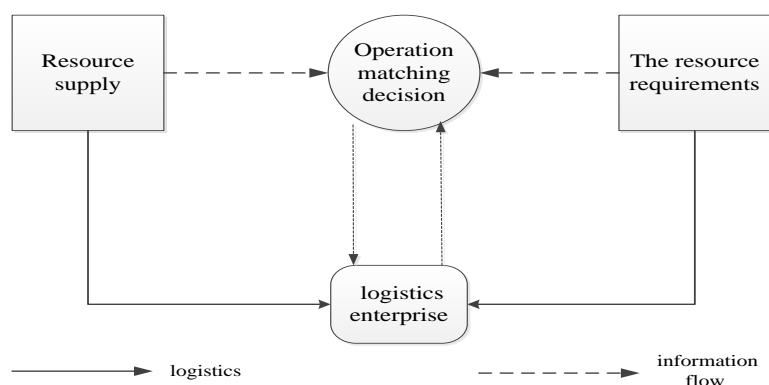 Resource
supply
Operation
matching
decision
The resource
requirements
logistics
enterprise
logistics
information
flow